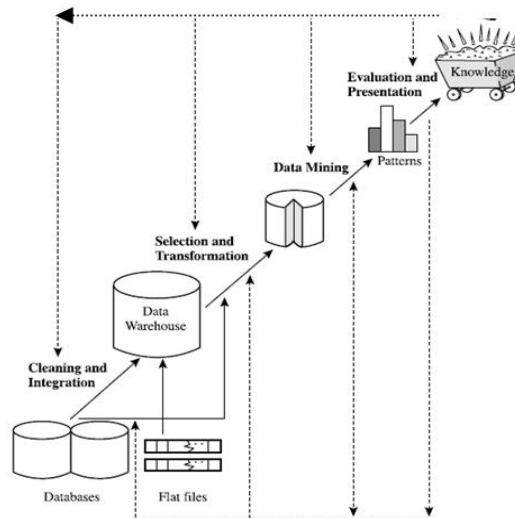 Knowledge
Evaluation and
Presentation
Patterns
Data Mining
Selection and
Transformation
Data
Warehouse
Cleaning and
Integration
Databases
Flat files